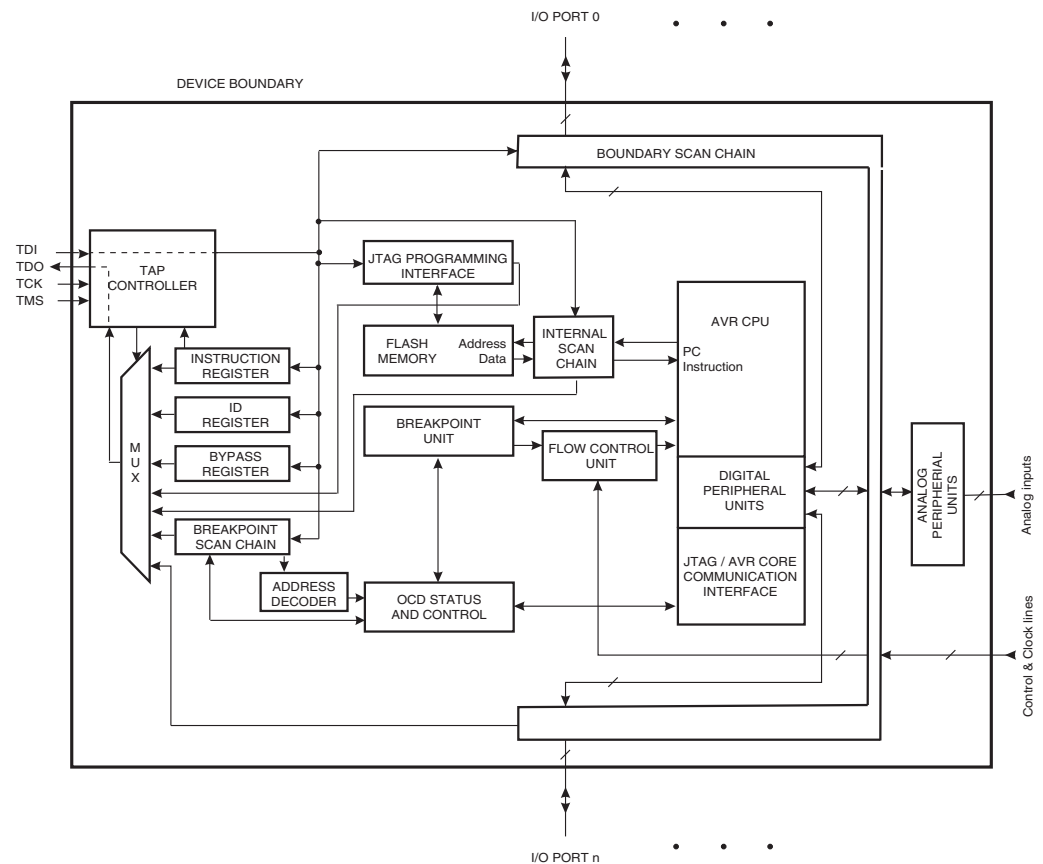 I/O PORT 0
DEVICE BOUNDARY
BOUNDARY SCAN CHAIN
TDI
TDO
TCK
TMS
TAP
CONTROLLER
JTAG PROGRAMMING
INTERFACE
AVR CPU
FLASH
MEMORY
Address
Data
INTERNAL
SCAN
CHAIN
PC
Instruction
INSTRUCTION
REGISTER
ID
REGISTER
BYPASS
REGISTER
M
U
X
BREAKPOINT
UNIT
FLOW CONTROL
UNIT
DIGITAL
PERIPHERAL
UNITS
ANALOG
PERIPHERIAL
UNITS
Analog inputs
BREAKPOINT
SCAN CHAIN
ADDRESS
DECODER
OCD STATUS
AND CONTROL
JTAG / AVR CORE
COMMUNICATION
INTERFACE
Control & Clock lines
I/O PORT n